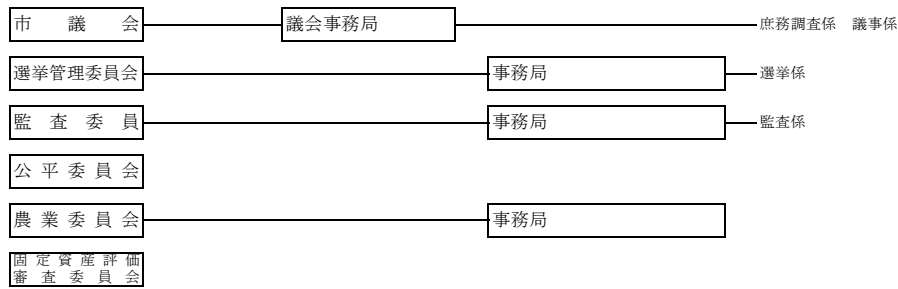 市議会 議会事務局 庶務調査係 議事係
選挙管理委員会 事務局 選挙係
監査委員 事務局 監査係
公平委員会
農業委員会 事務局
固定資産評価
審査委員会